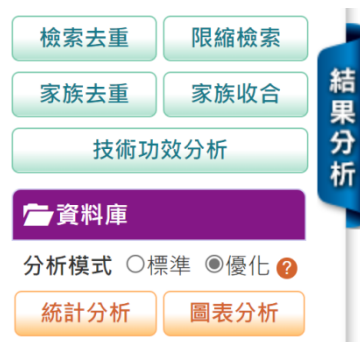 檢索去重 限縮檢索
家族去重 家族收合
技術功效分析
資料庫
分析模式 標準 優化 ?
統計分析 圖表分析
結果分析